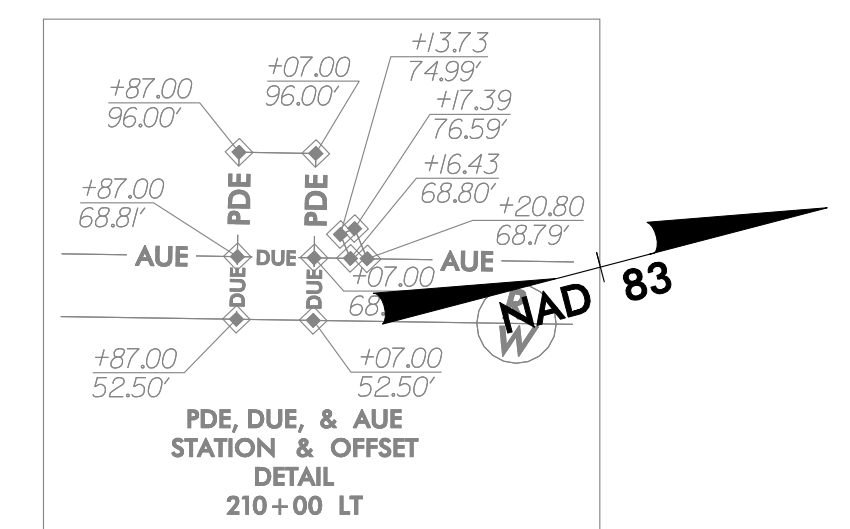 +13.73
74.99'
+07.00
96.00'
+87.00
96.00'
+17.39
76.59'
+16.43
68.80'
+87.00
68.81'
PDE
PDE
+20.80
68.79'
AUE
DUE
AUE
DUE
DUE
+07.00
68.
NAD 83
W
+87.00
52.50'
+07.00
52.50'
PDE, DUE, & AUE
STATION & OFFSET
DETAIL
210+00 LT